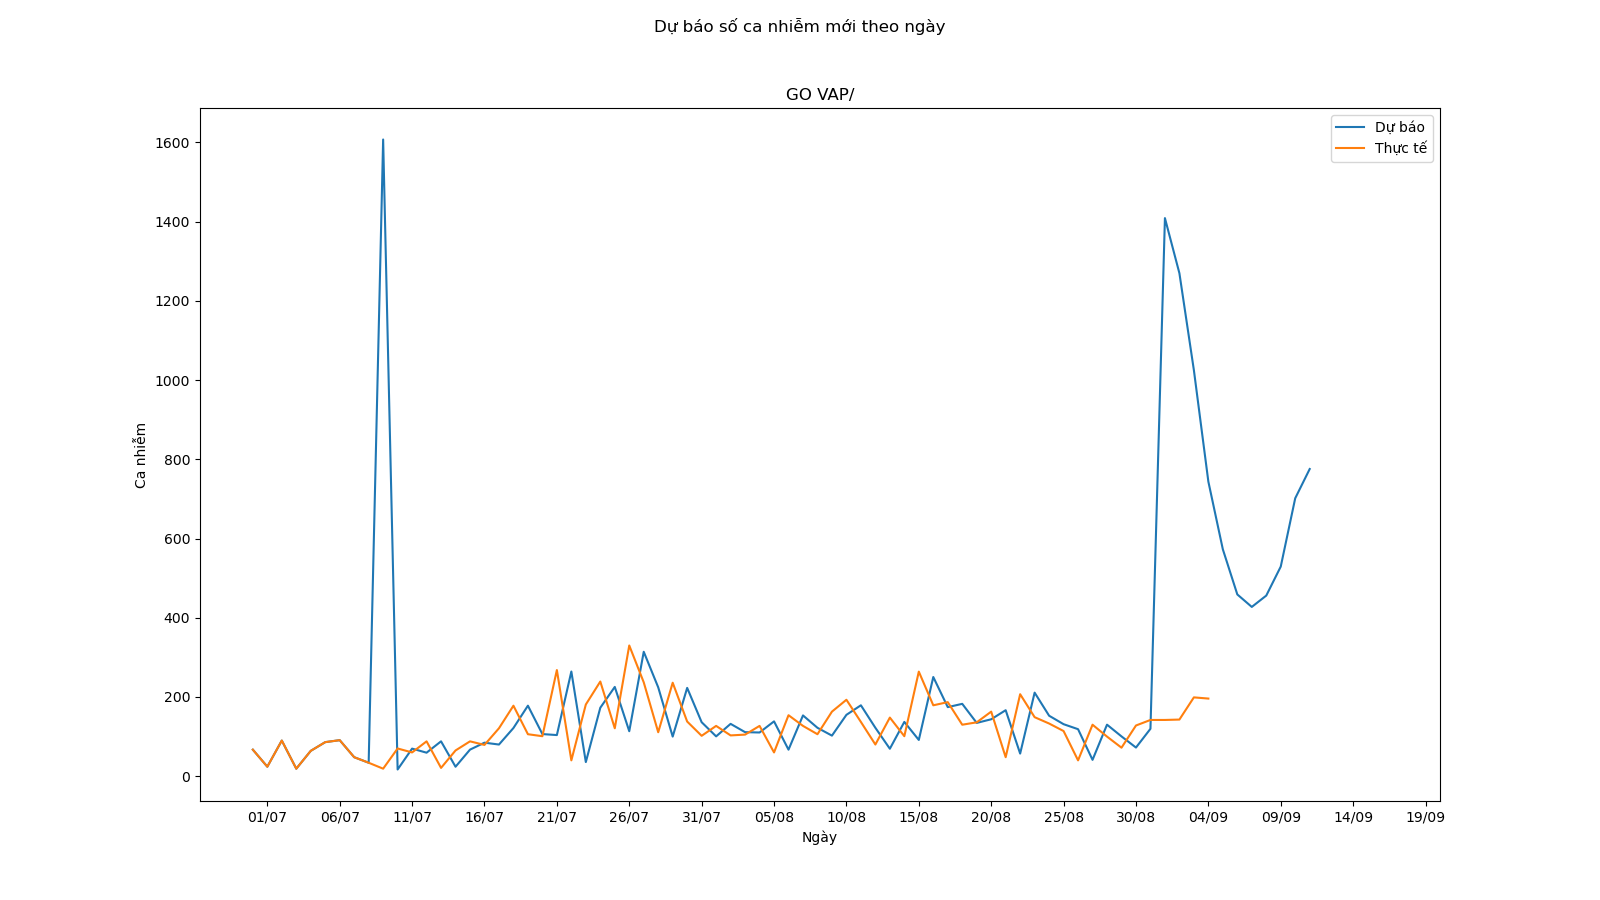 Dự báo số ca nhiễm mới theo ngày
GO VAP/
Dự báo
Thực tế
1600
1400
1200
1000
800
600
400
200
0
Ca nhiễm
01/07 06/07 11/07 16/07 21/07 26/07 31/07 05/08 10/08 15/08 20/08 25/08 30/08 04/09 09/09 14/09 19/09
Ngày